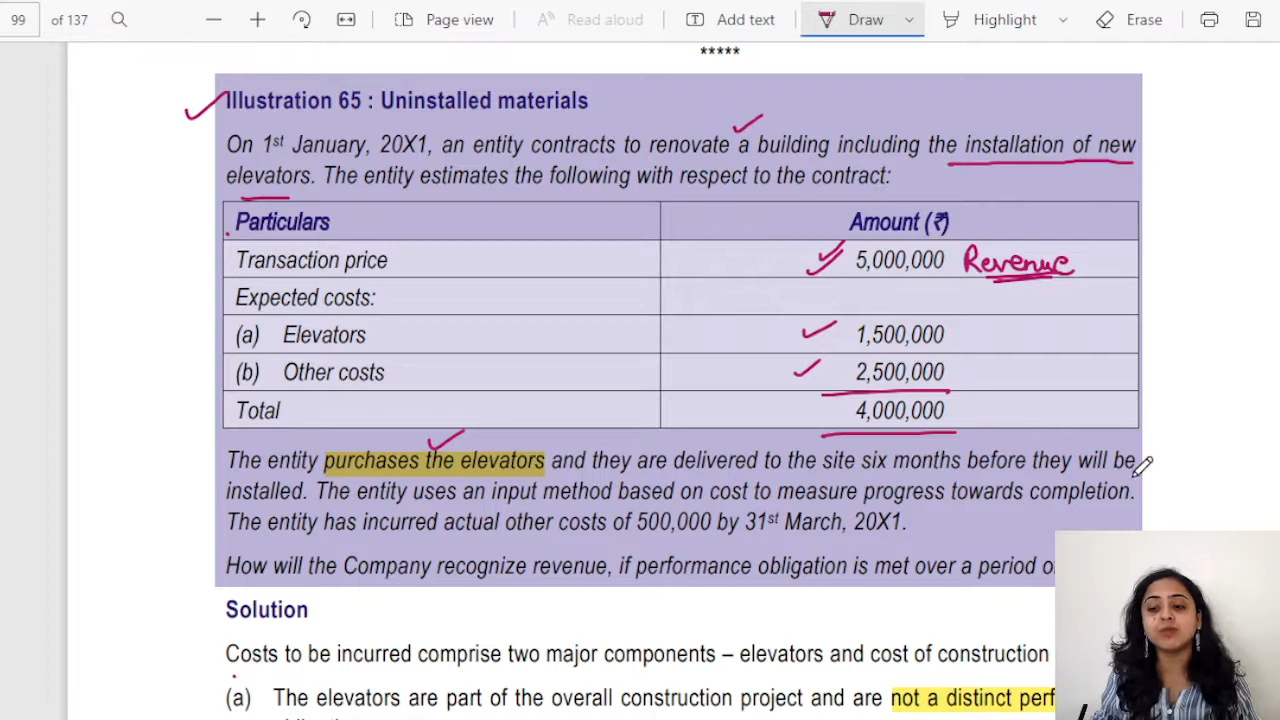 99 of 137 Page view Read aloud Add text Draw Highlight Erase
*****
Illustration 65 : Uninstalled materials
On 1st January, 20X1, an entity contracts to renovate a building including the installation of new
elevators. The entity estimates the following with respect to the contract:
Particulars Amount (₹)
Transaction price 5,000,000 Revenue
Expected costs:
(a) Elevators 1,500,000
(b) Other costs 2,500,000
Total 4,000,000
The entity purchases the elevators and they are delivered to the site six months before they will be
installed. The entity uses an input method based on cost to measure progress towards completion.
The entity has incurred actual other costs of 500,000 by 31st March, 20X1.
How will the Company recognize revenue, if performance obligation is met over a period
Solution
Costs to be incurred comprise two major components – elevators and cost of construction
(a) The elevators are part of the overall construction project and are not a distinct